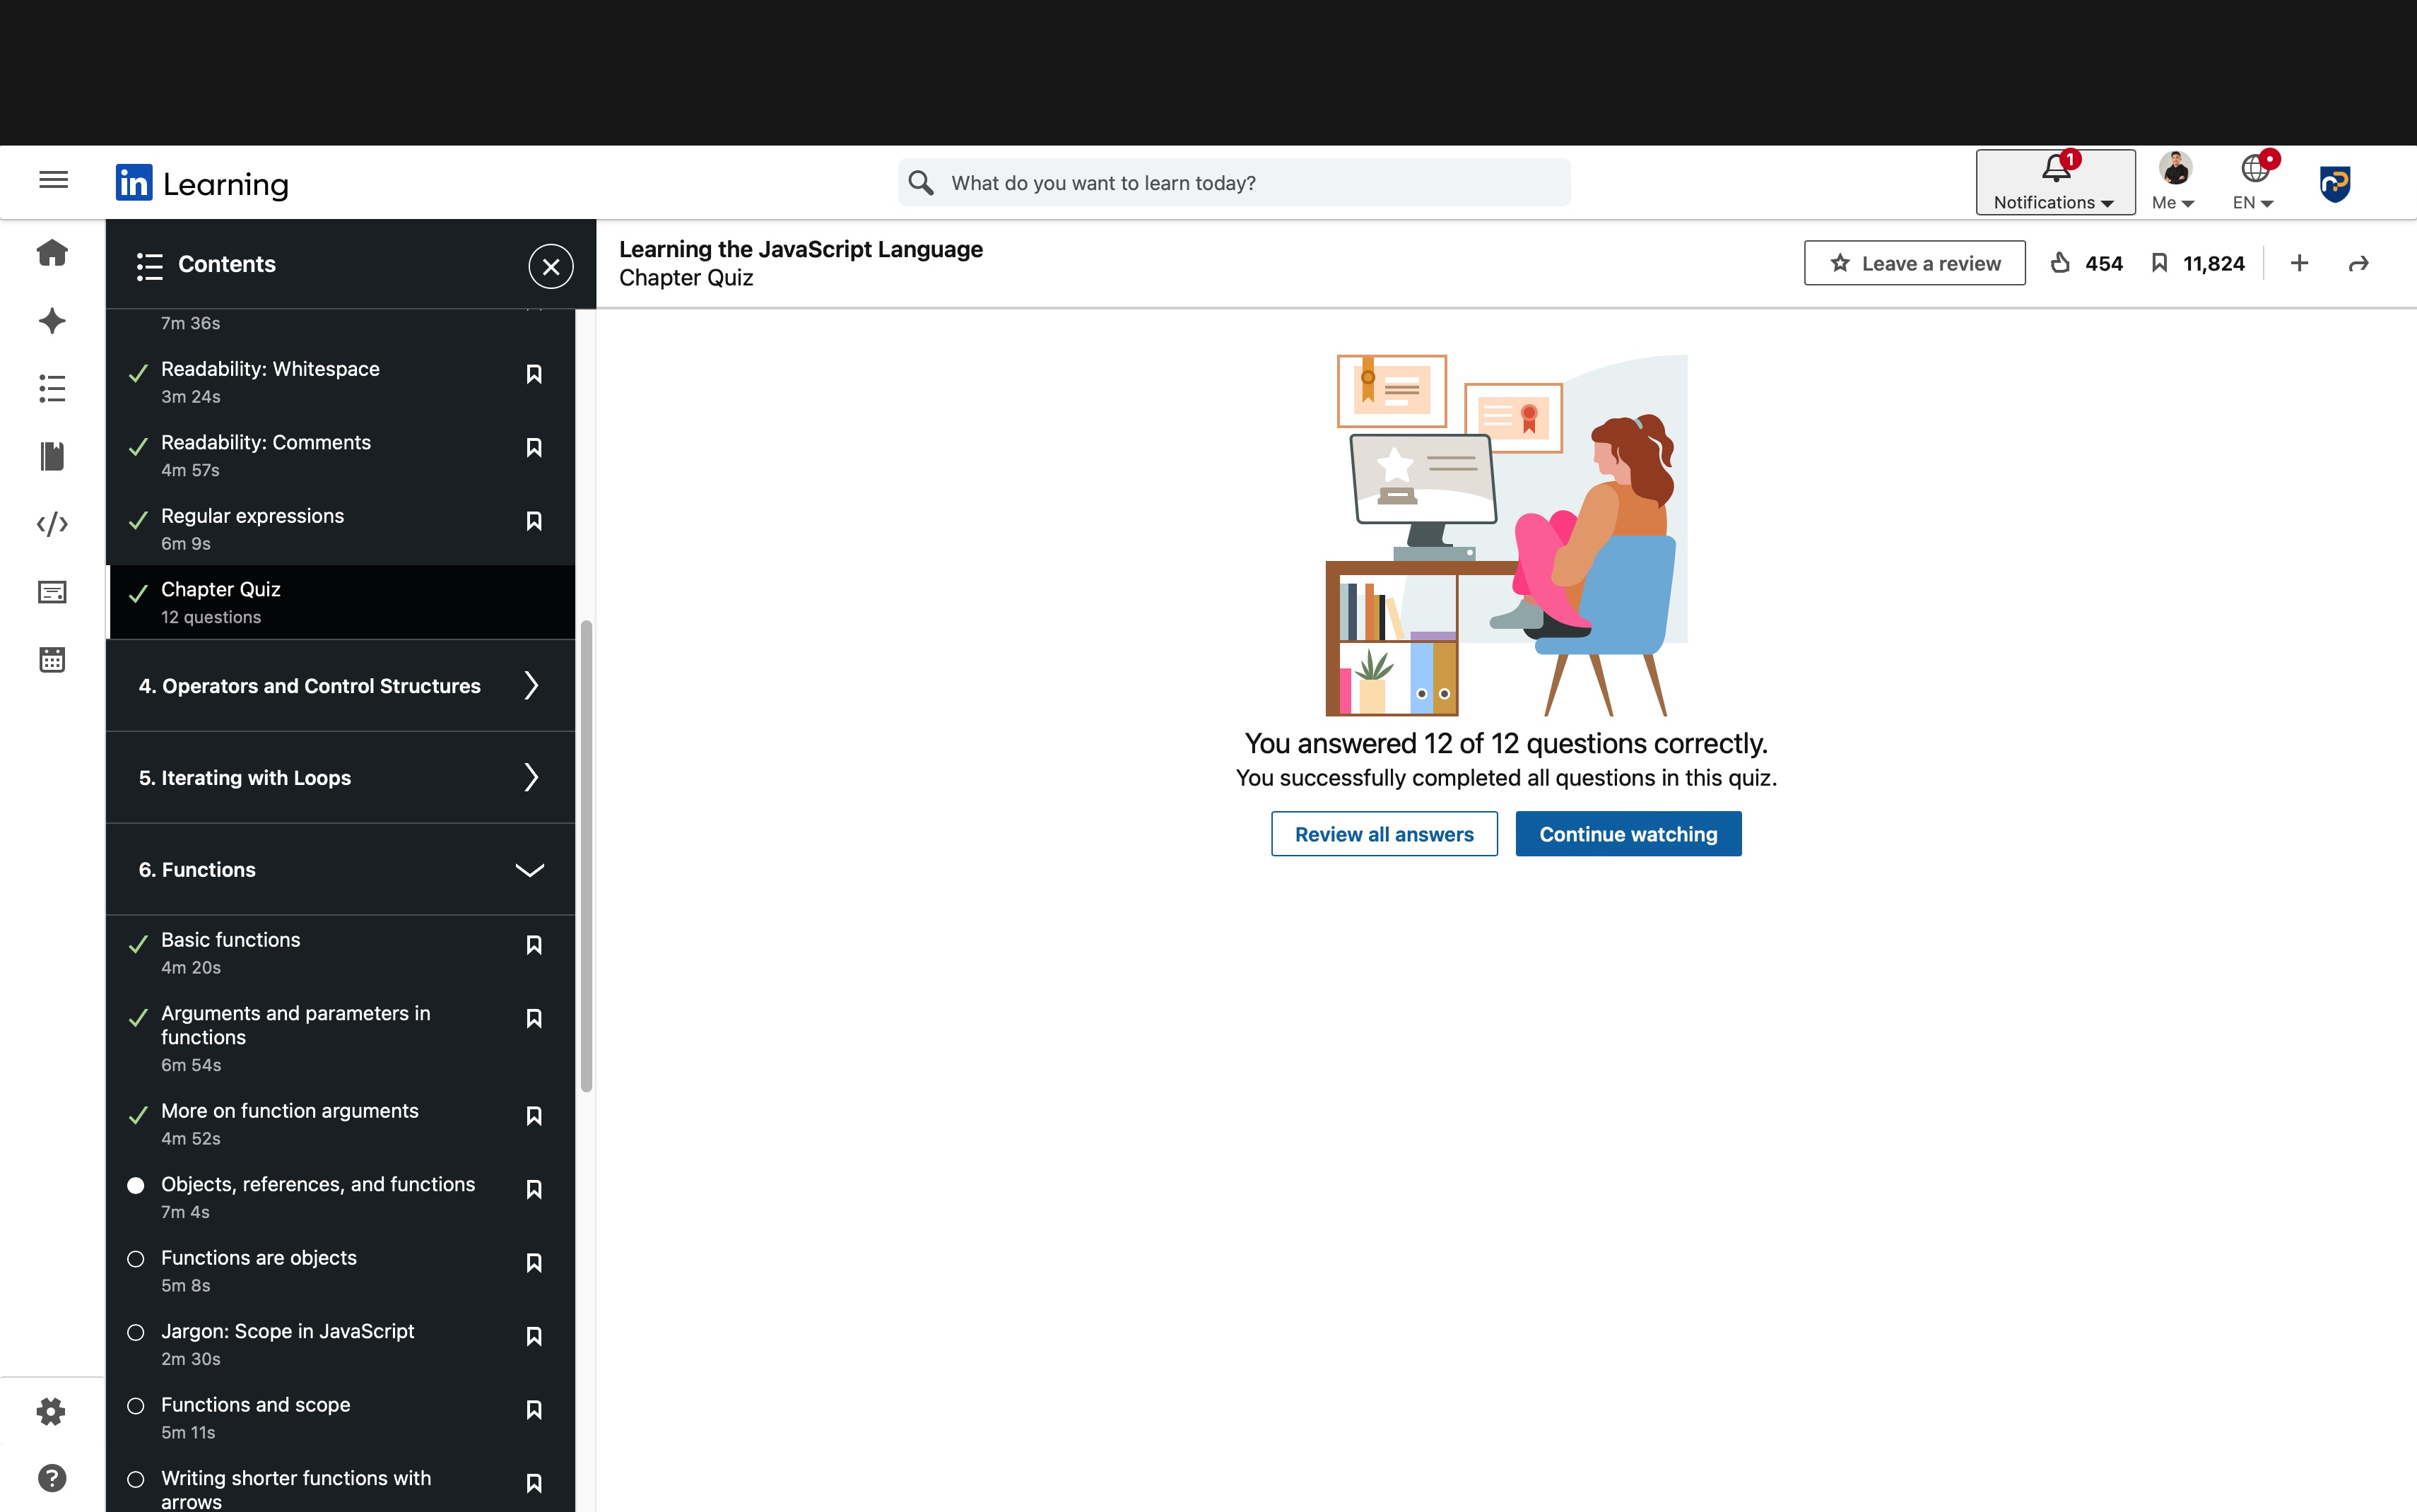 in Learning
What do you want to learn today?
1
Notifications
Me
EN
Contents
Learning the JavaScript Language
Chapter Quiz
Leave a review
454
11,824
7m 36s
Readability: Whitespace
3m 24s
Readability: Comments
4m 57s
Regular expressions
6m 9s
Chapter Quiz
12 questions
4. Operators and Control Structures
5. Iterating with Loops
6. Functions
Basic functions
4m 20s
Arguments and parameters in
functions
6m 54s
More on function arguments
4m 52s
Objects, references, and functions
7m 4s
Functions are objects
5m 8s
Jargon: Scope in JavaScript
2m 30s
Functions and scope
5m 11s
Writing shorter functions with
arrows
You answered 12 of 12 questions correctly.
You successfully completed all questions in this quiz.
Review all answers
Continue watching